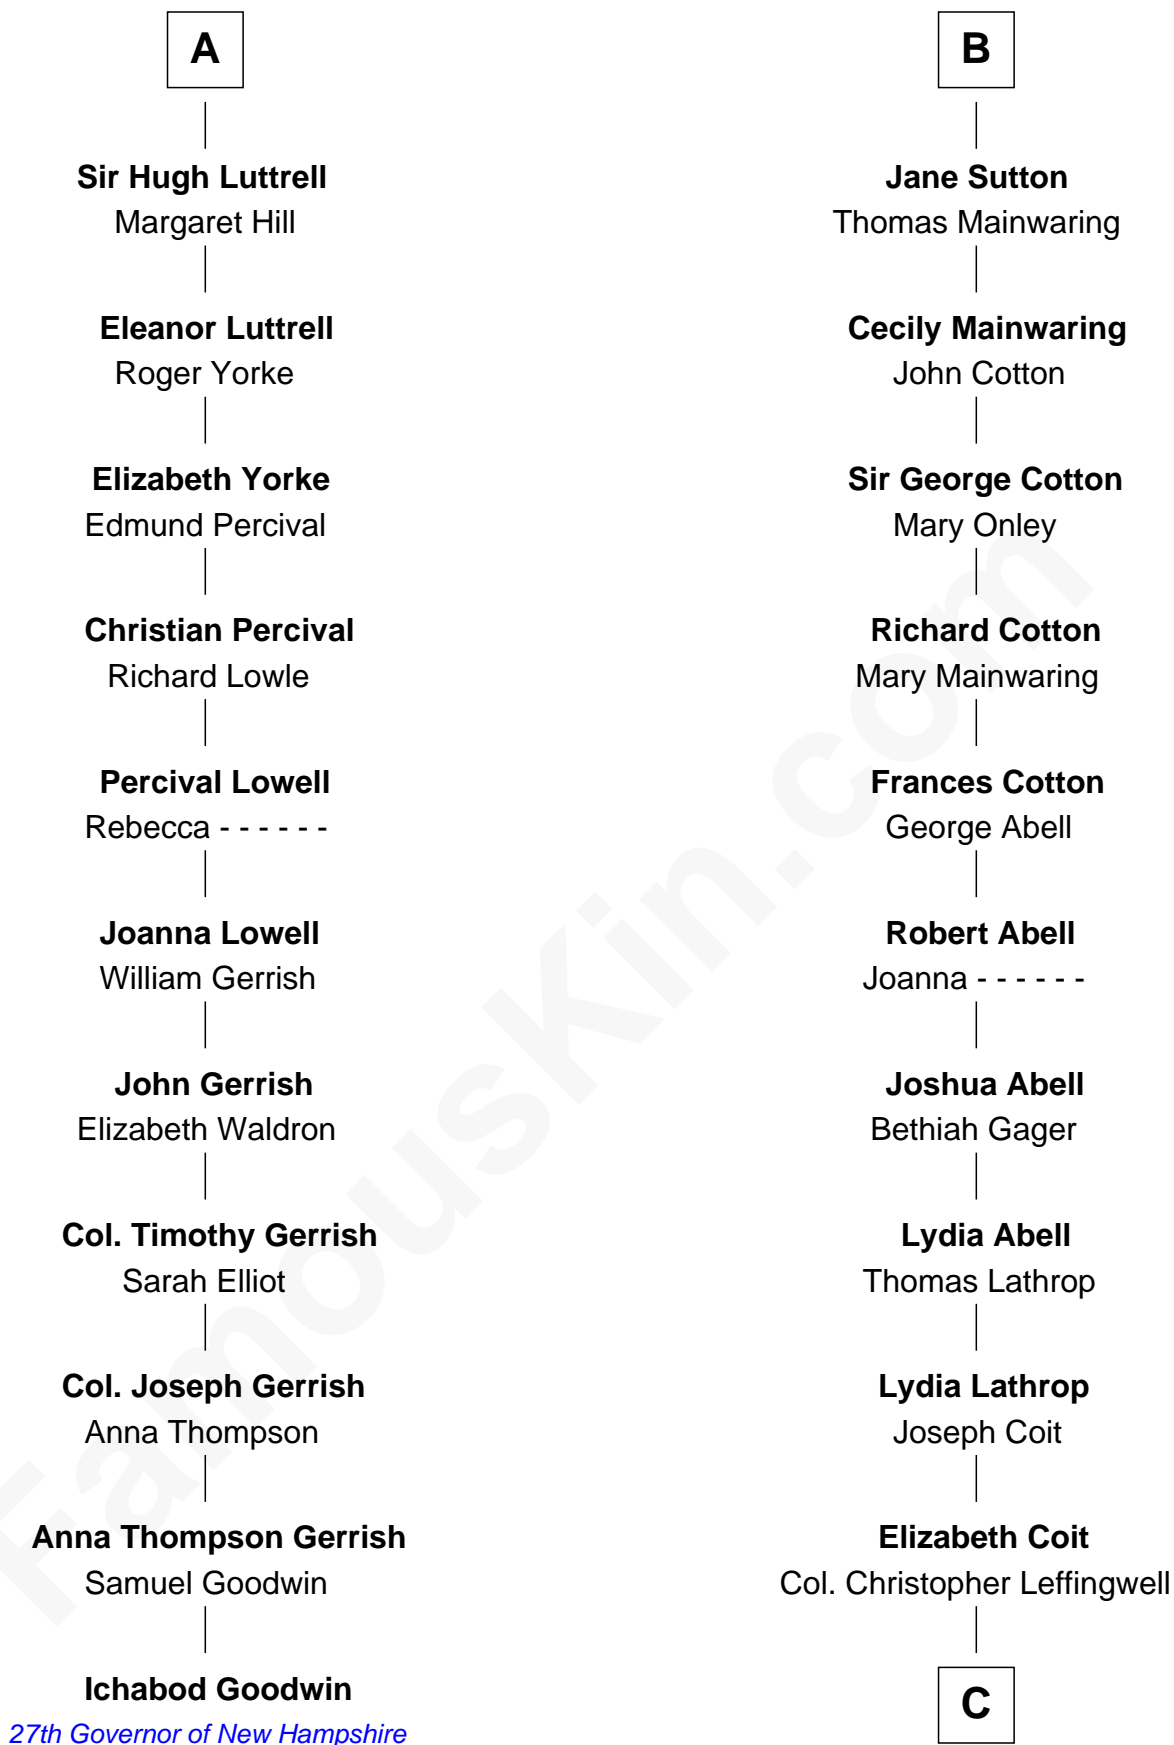 A
Sir Hugh Luttrell
Margaret Hill
Eleanor Luttrell
Roger Yorke
Elizabeth Yorke
Edmund Percival
Christian Percival
Richard Lowle
Percival Lowell
Rebecca - - - - - -
Joanna Lowell
William Gerrish
John Gerrish
Elizabeth Waldron
Col. Timothy Gerrish
Sarah Elliot
Col. Joseph Gerrish
Anna Thompson
Anna Thompson Gerrish
Samuel Goodwin
Ichabod Goodwin
27th Governor of New Hampshire
B
Jane Sutton
Thomas Mainwaring
Cecily Mainwaring
John Cotton
Sir George Cotton
Mary Onley
Richard Cotton
Mary Mainwaring
Frances Cotton
George Abell
Robert Abell
Joanna - - - - - -
Joshua Abell
Bethiah Gager
Lydia Abell
Thomas Lathrop
Lydia Lathrop
Joseph Coit
Elizabeth Coit
Col. Christopher Leffingwell
C
FamousKin.com